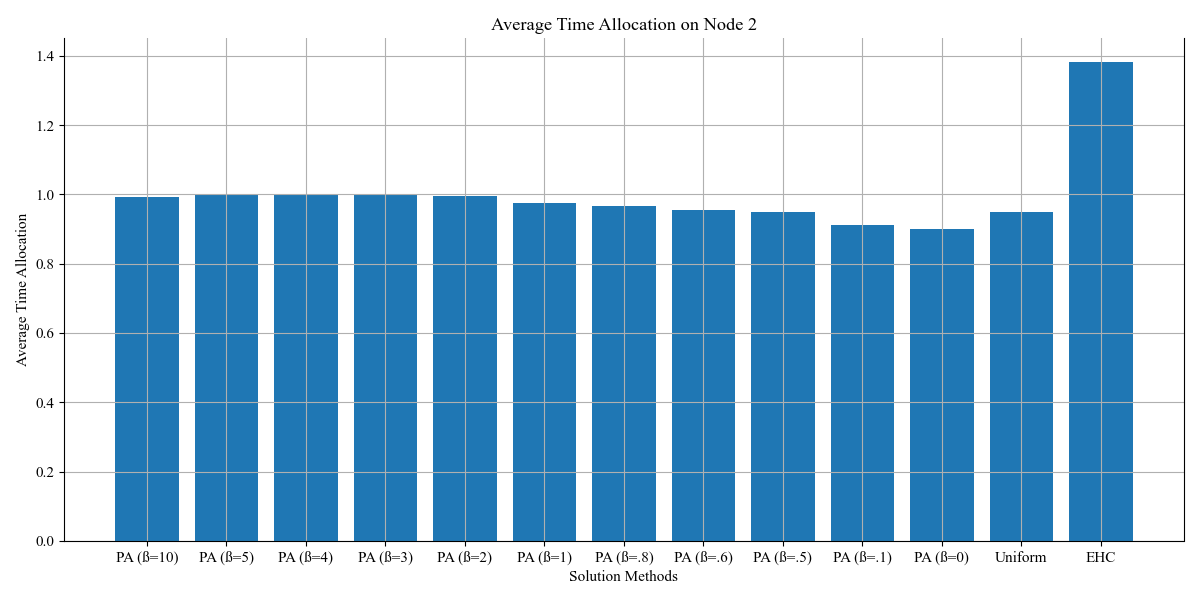 Average Time Allocation on Node 2
Average Time Allocation
1.4
1.2
1.0
0.8
0.6
0.4
0.2
0.0
PA (ß=10) PA (ß=5) PA (ß=4) PA (ß=3) PA (ß=2) PA (ß=1) PA (ß=.8) PA (ß=.6) PA (ß=.5) PA (ß=.1) PA (ß=0) Uniform EHC
Solution Methods